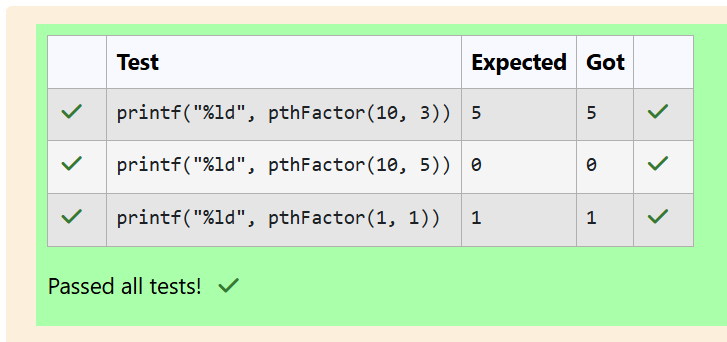 Test Expected Got
printf("%ld", pthFactor(10, 3)) 5 5
printf("%ld", pthFactor(10, 5)) 0 0
printf("%ld", pthFactor(1, 1)) 1 1
Passed all tests!